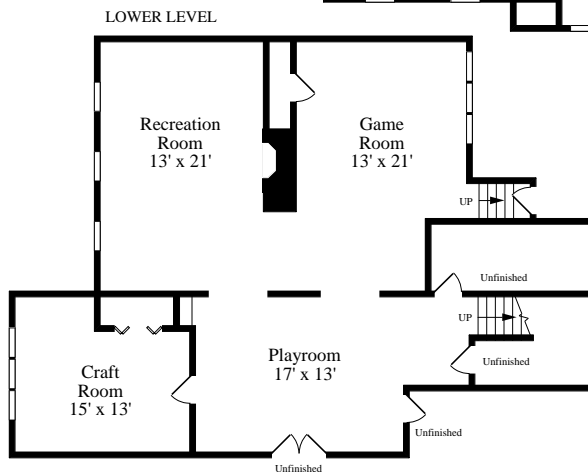 LOWER LEVEL
Recreation
Room
13' x 21'
Game
Room
13' x 21'
UP
Unfinished
UP
Unfinished
Playroom
17' x 13'
Craft
Room
15' x 13'
Unfinished
Unfinished